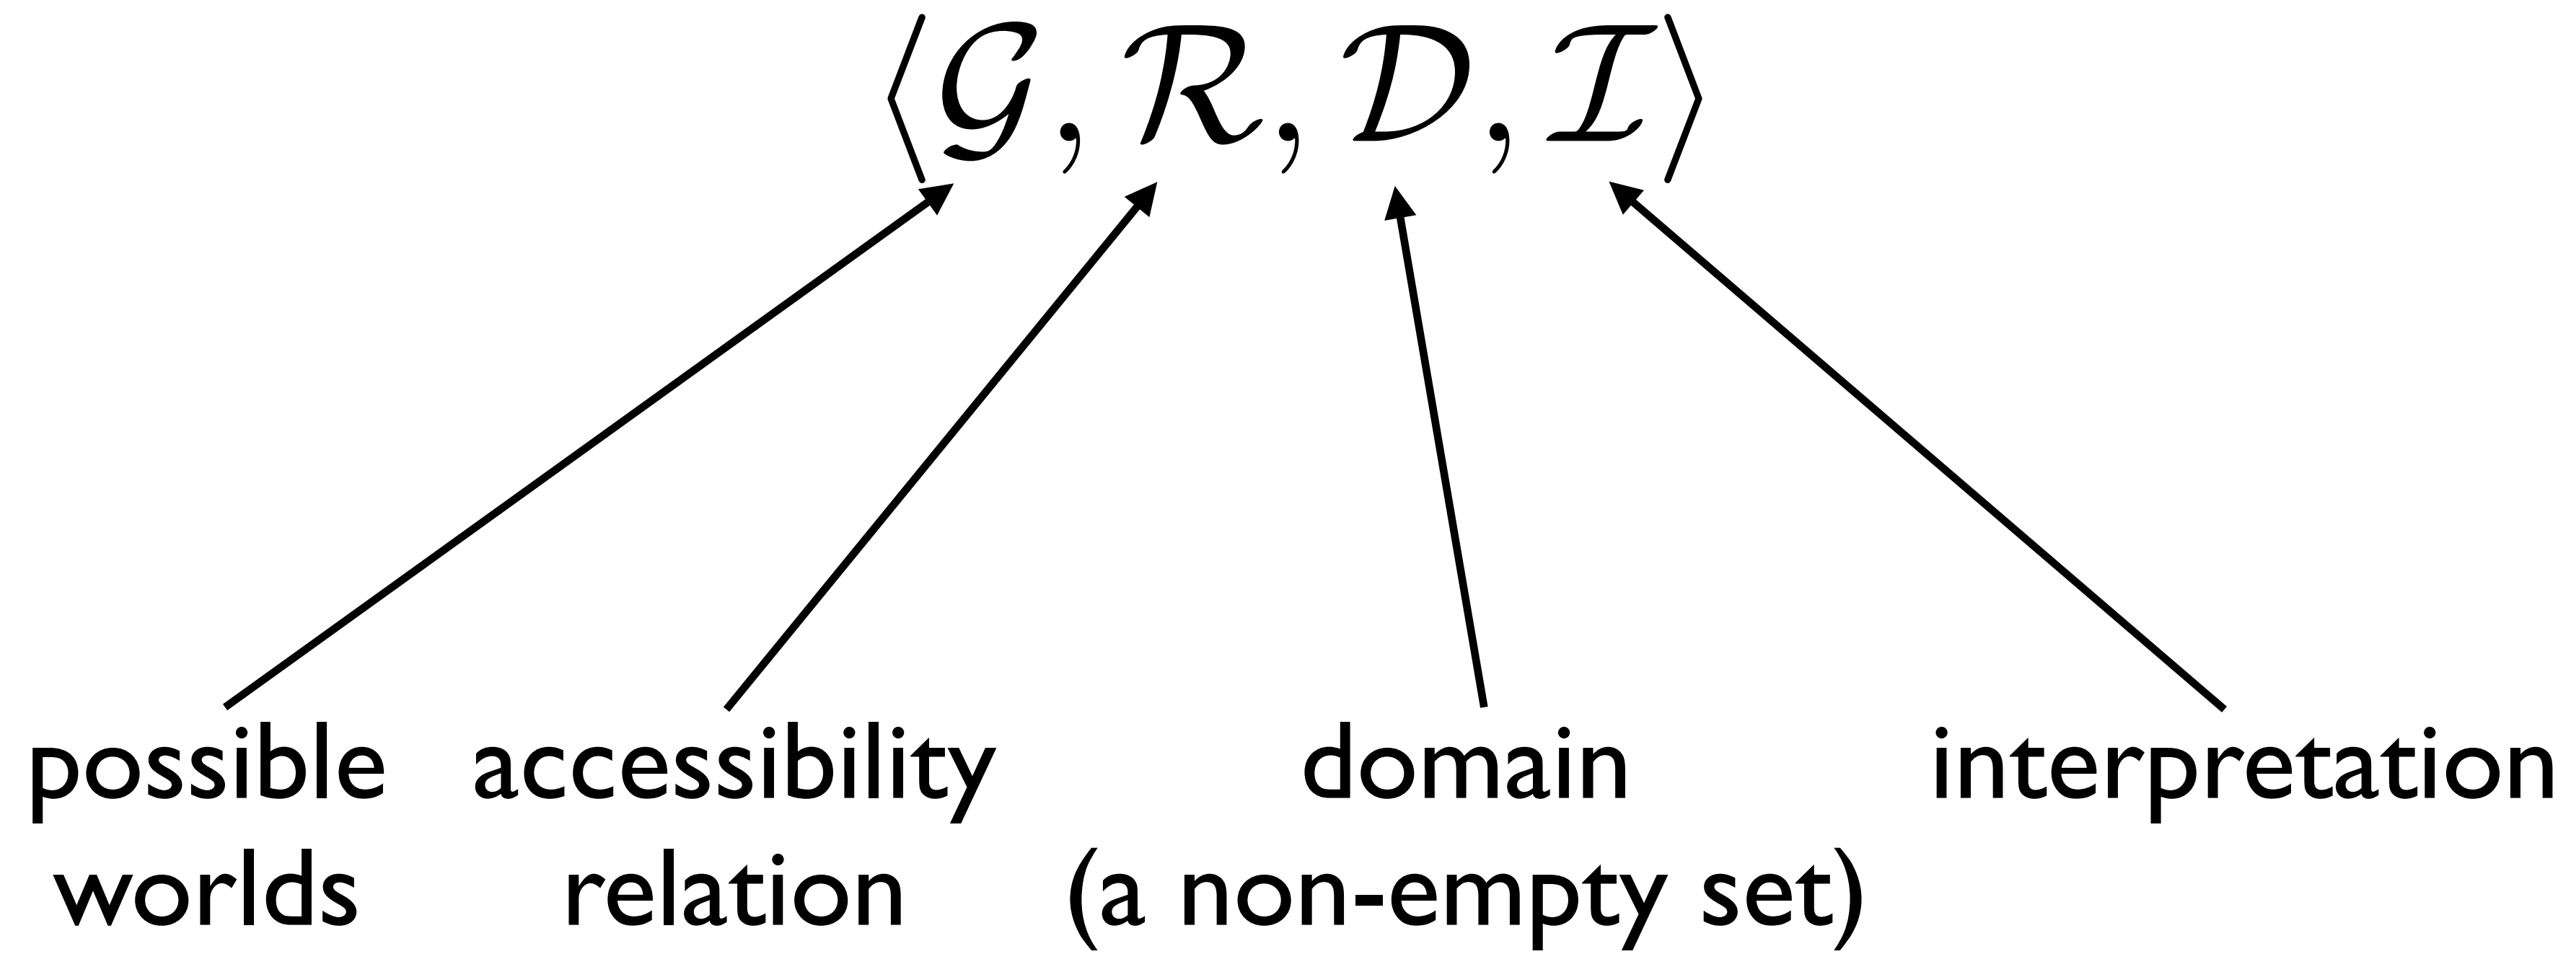 ⟨𝒢, ℛ, 𝒟, ℐ⟩
possible accessibility domain interpretation
worlds relation (a non-empty set)